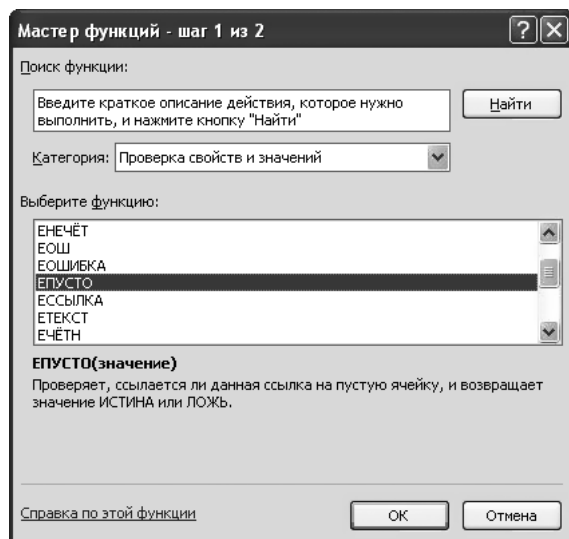 Мастер функций - шаг 1 из 2
Поиск функции:
Введите краткое описание действия, которое нужно
выполнить, и нажмите кнопку "Найти"
Найти
Категория: Проверка свойств и значений
Выберите функцию:
ЕНЕЧЁТ
ЕОШ
ЕОШИБКА
ЕПУСТО
ЕССЫЛКА
ЕТЕКСТ
ЕЧЁТН
ЕПУСТО(значение)
Проверяет, ссылается ли данная ссылка на пустую ячейку, и возвращает
значение ИСТИНА или ЛОЖЬ.
Справка по этой функции
ОК
Отмена